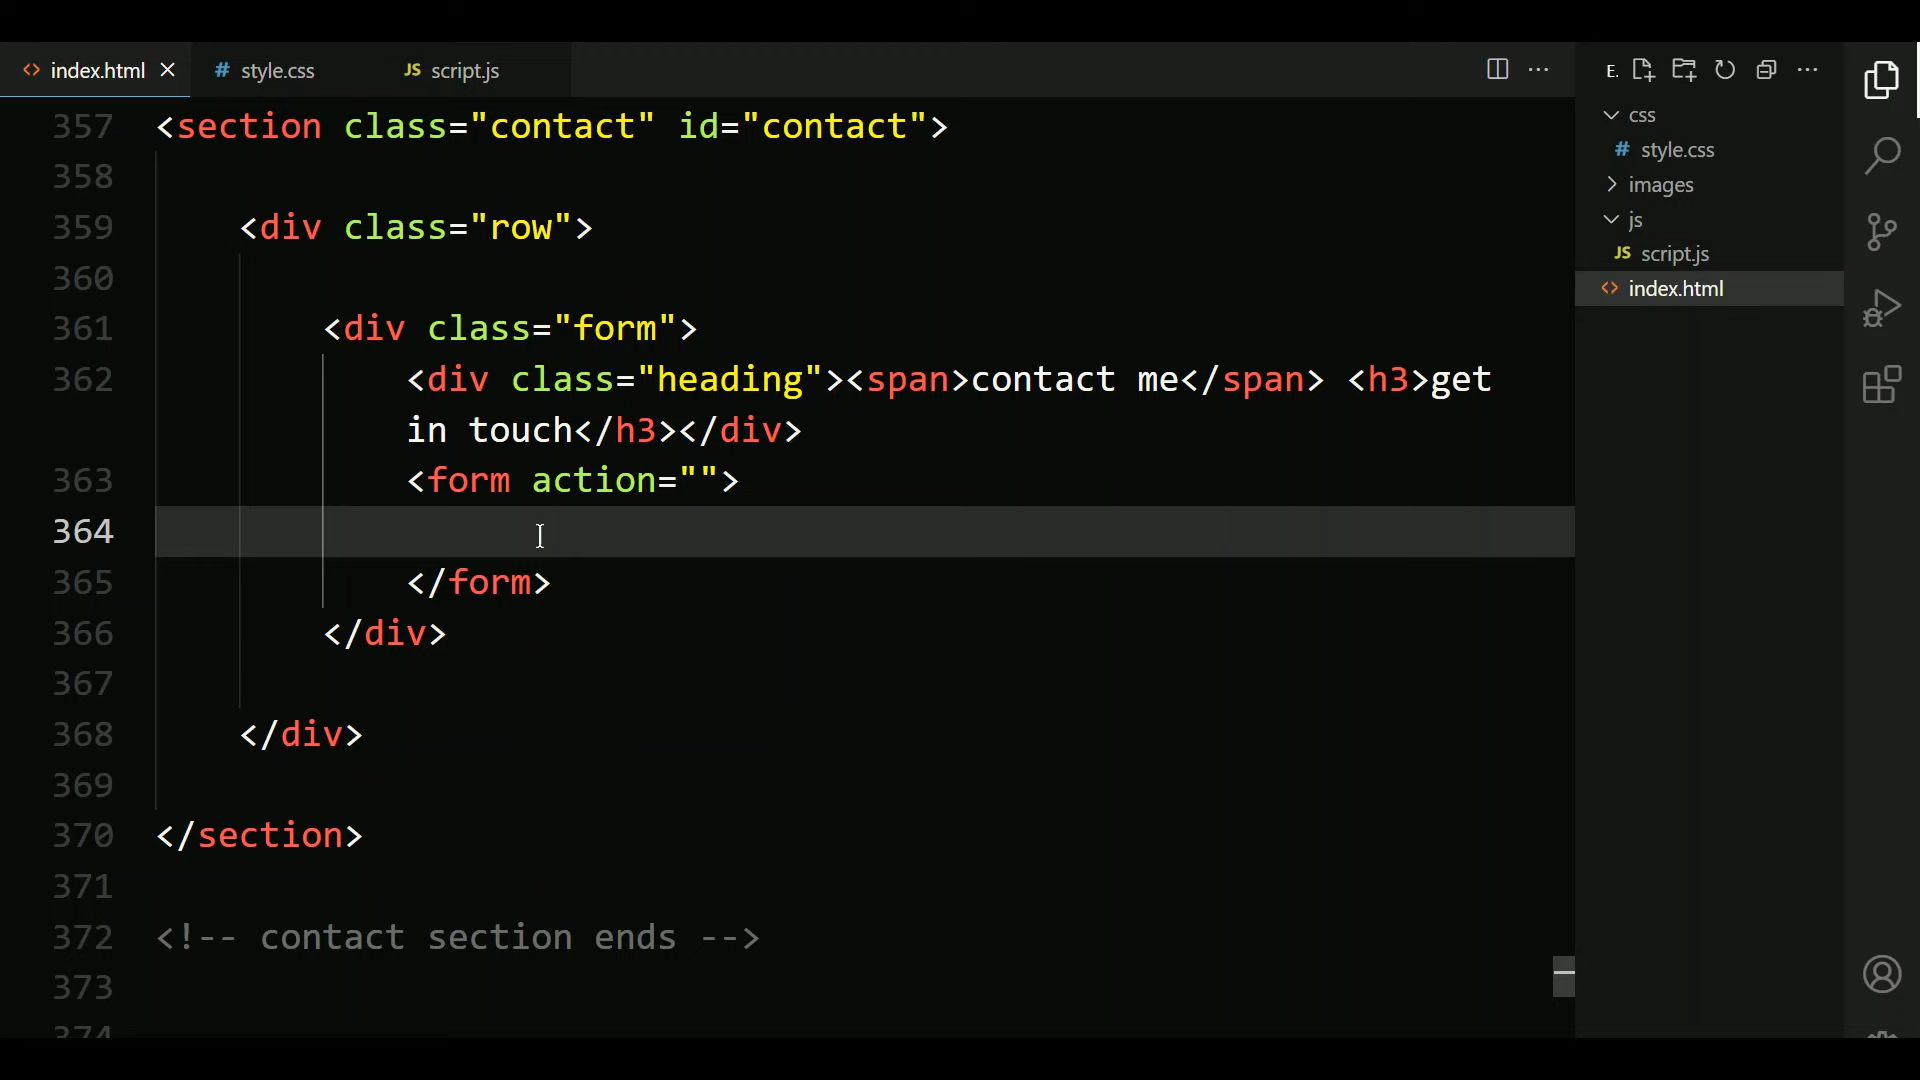 index.html
style.css
JS script.js
E.
357 <section class="contact" id="contact">
358
359 <div class="row">
360
361 <div class="form">
362 <div class="heading"><span>contact me</span> <h3>get
in touch</h3></div>
363 <form action="">
364
365 </form>
366 </div>
367
368 </div>
369
370 </section>
371
372 <!-- contact section ends -->
373
374
css
# style.css
images
js
JS script.js
index.html